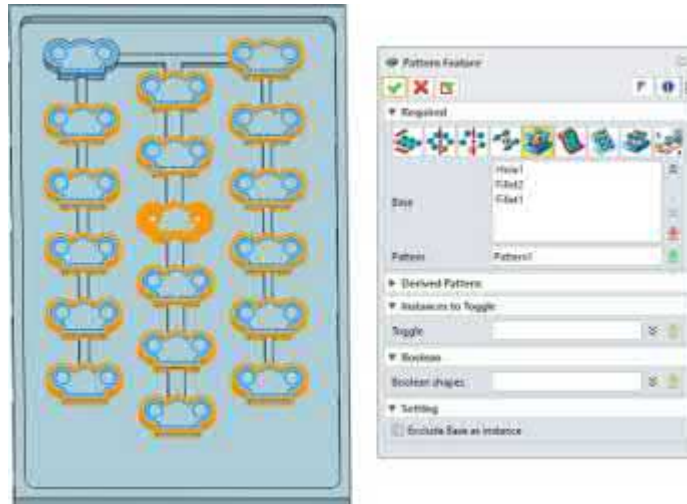 Pattern Feature
Required
Base
Hole1
Fillet2
Fillet1
Pattern
Pattern1
Derived Pattern
Instances to Toggle
Toggle
Boolean
Boolean shapes
Setting
Exclude Base as instance